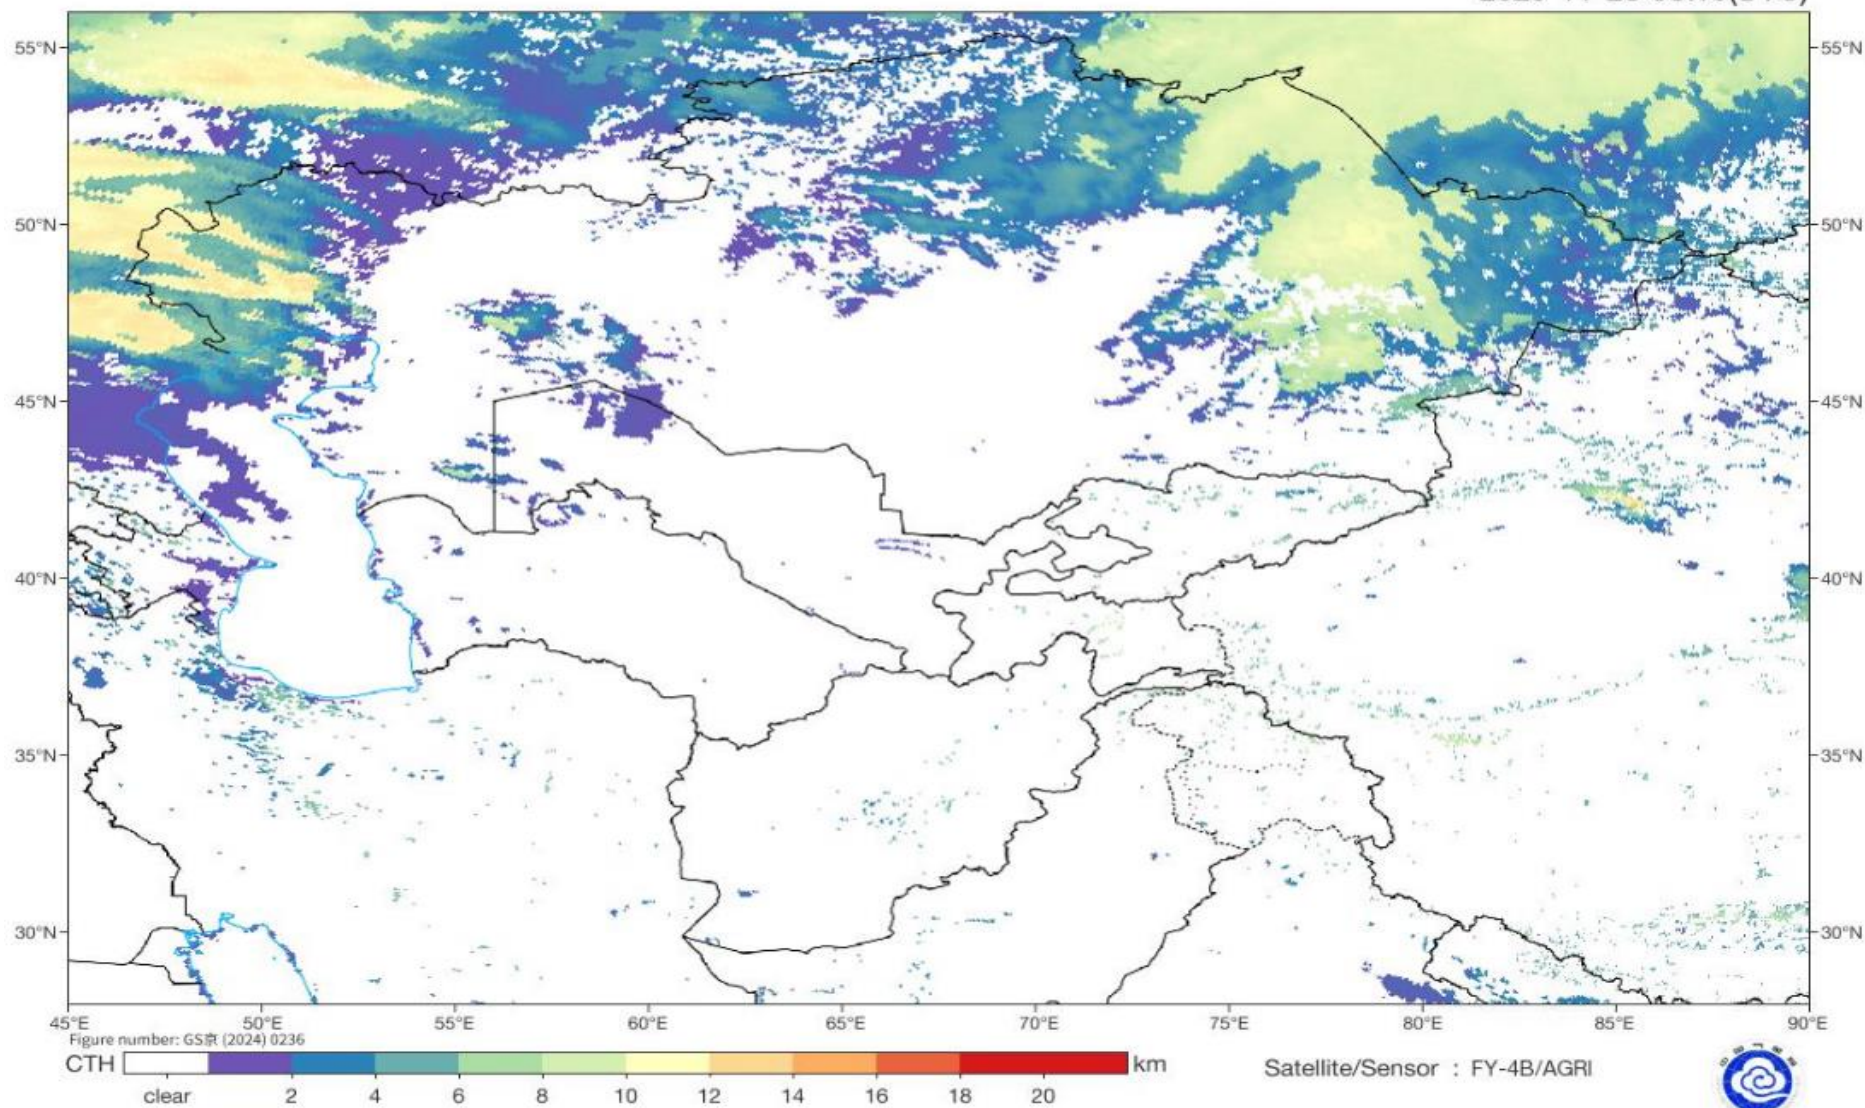 55°N 55°N
50°N 50°N
45°N 45°N
40°N 40°N
35°N 35°N
30°N 30°N
45°E 50°E 55°E 60°E 65°E 70°E 75°E 80°E 85°E 90°E
Figure number: GS京 (2024) 0236
CTH km
clear 2 4 6 8 10 12 14 16 18 20
Satellite/Sensor : FY-4B/AGRI